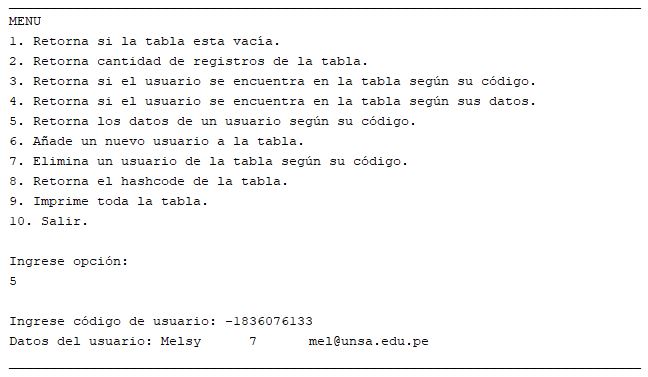 MENU
1. Retorna si la tabla esta vacía.
2. Retorna cantidad de registros de la tabla.
3. Retorna si el usuario se encuentra en la tabla según su código.
4. Retorna si el usuario se encuentra en la tabla según sus datos.
5. Retorna los datos de un usuario según su código.
6. Añade un nuevo usuario a la tabla.
7. Elimina un usuario de la tabla según su código.
8. Retorna el hashcode de la tabla.
9. Imprime toda la tabla.
10. Salir.
Ingrese opción:
5
Ingrese código de usuario: -1836076133
Datos del usuario: Melsy 7 mel@unsa.edu.pe